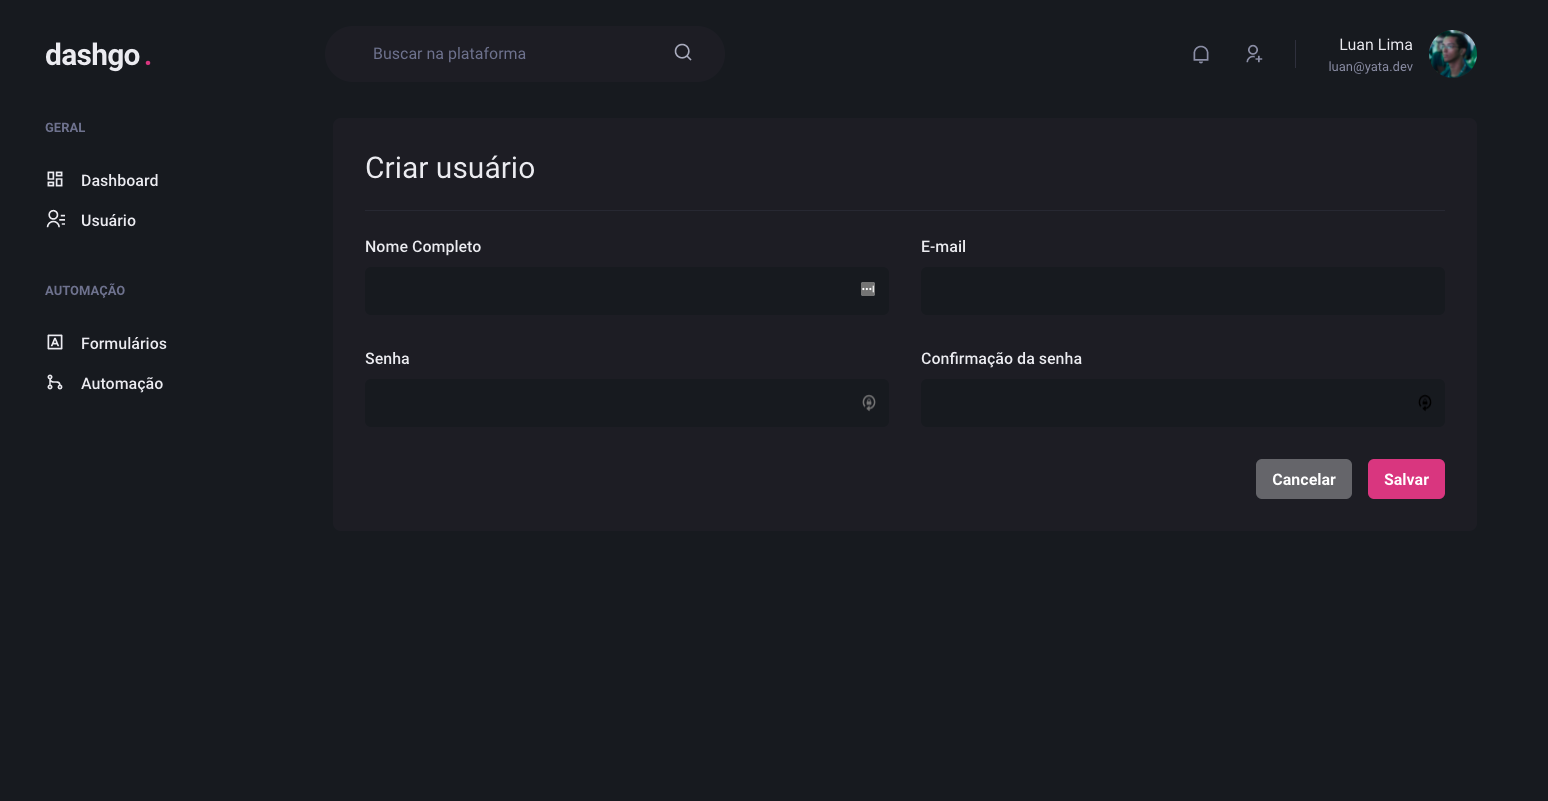 dashgo.
Buscar na plataforma
Luan Lima
luan@yata.dev
GERAL
Dashboard
Usuário
AUTOMAÇÃO
Formulários
Automação
Criar usuário
Nome Completo
E-mail
Senha
Confirmação da senha
Cancelar
Salvar